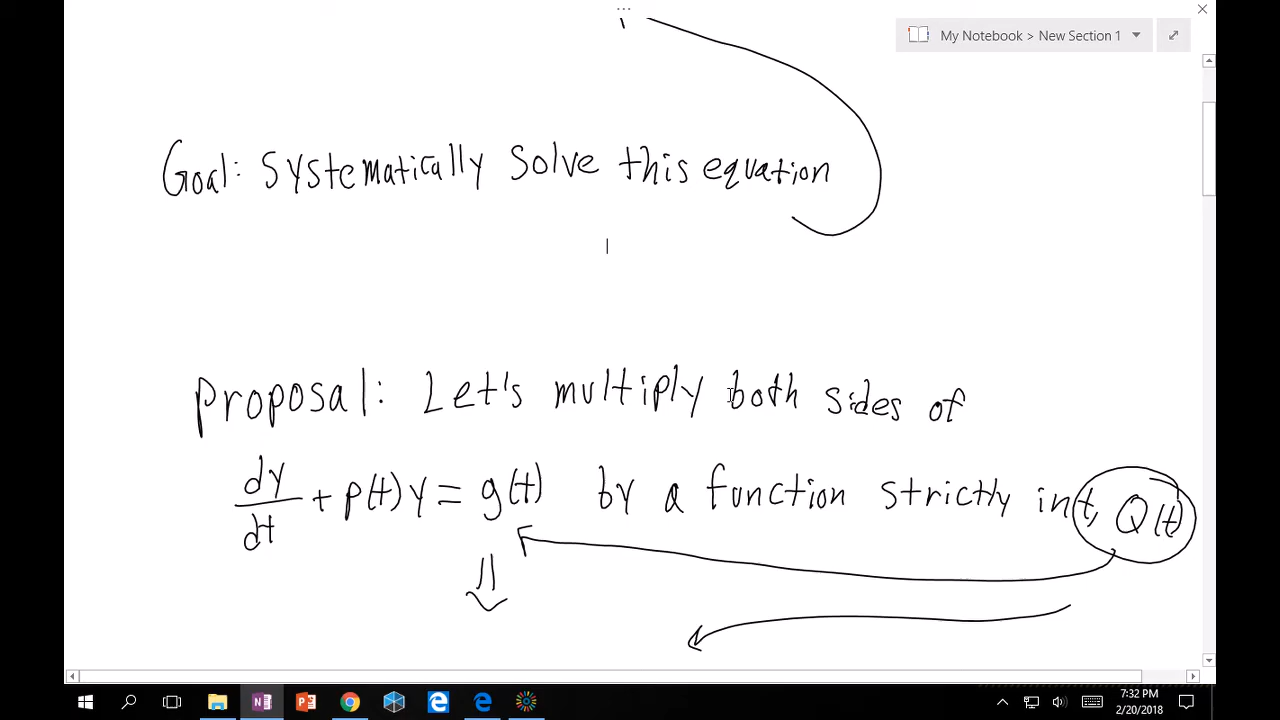 My Notebook > New Section 1
Goal: Systematically Solve this equation
Proposal: Let's multiply both sides of
dy/dt + p(t)y = g(t) by a function strictly in t, Q(t)
7:32 PM
2/20/2018